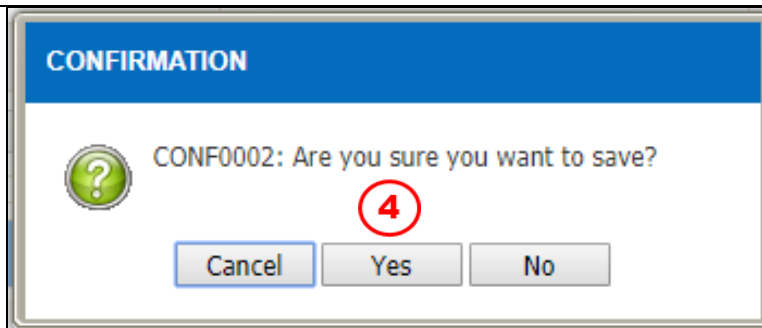 CONFIRMATION
CONF0002: Are you sure you want to save?
4
Cancel Yes No